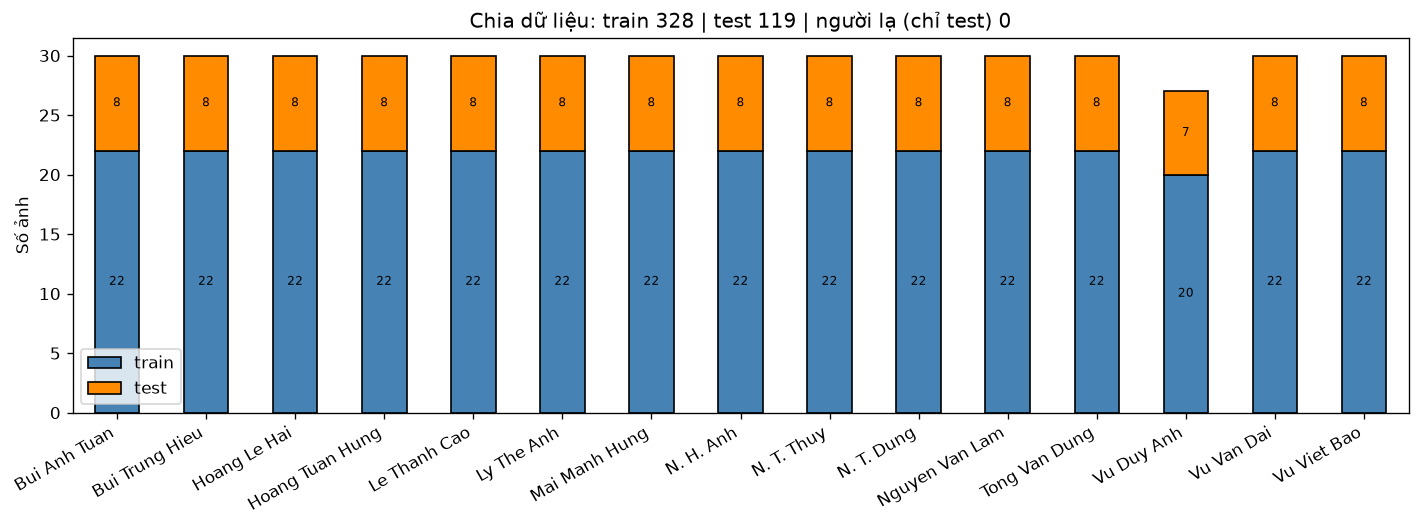 Chia dữ liệu: train 328 | test 119 | người lạ (chỉ test) 0
Số ảnh
30
25
20
15
10
5
0
8 8 8 8 8 8 8 8 8 8 8 8 7 8 8
22 22 22 22 22 22 22 22 22 22 22 22 20 22 22
train
test
Bui Anh Tuan
Bui Trung Hieu
Hoang Le Hai
Hoang Tuan Hung
Le Thanh Cao
Ly The Anh
Mai Manh Hung
N. H. Anh
N. T. Thuy
N. T. Dung
Nguyen Van Lam
Tong Van Dung
Vu Duy Anh
Vu Van Dai
Vu Viet Bao